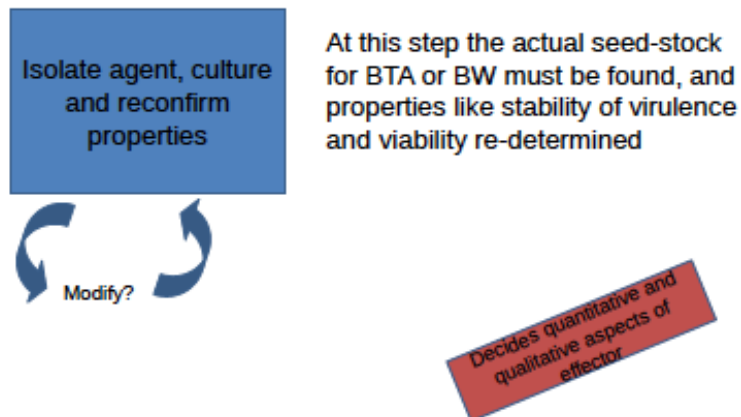 Isolate agent, culture
and reconfirm
properties
At this step the actual seed-stock
for BTA or BW must be found, and
properties like stability of virulence
and viability re-determined
Modify?
Decides quantitative and
qualitative aspects of
effector